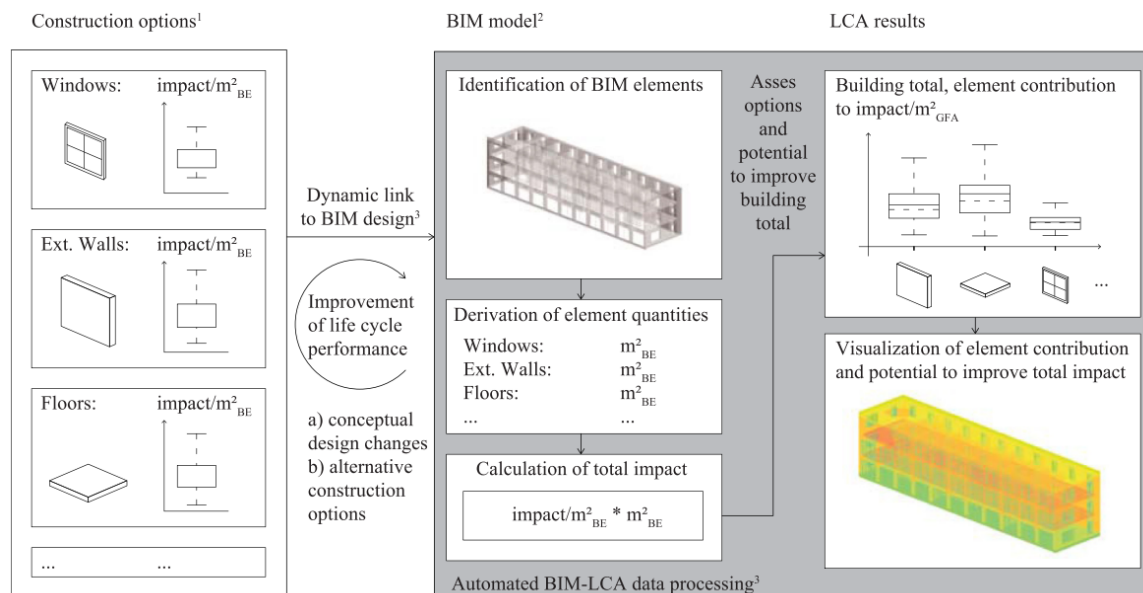 Construction options¹
Windows: impact/m²BE
Ext. Walls: impact/m²BE
Floors: impact/m²BE
... ...
Dynamic link
to BIM design³
Improvement
of life cycle
performance
a) conceptual
design changes
b) alternative
construction
options
BIM model²
Identification of BIM elements
Derivation of element quantities
Windows: m²BE
Ext. Walls: m²BE
Floors: m²BE
... ...
Calculation of total impact
impact/m²BE * m²BE
Automated BIM-LCA data processing³
Asses
options
and
potential
to improve
building
total
LCA results
Building total, element contribution
to impact/m²GFA
...
Visualization of element contribution
and potential to improve total impact